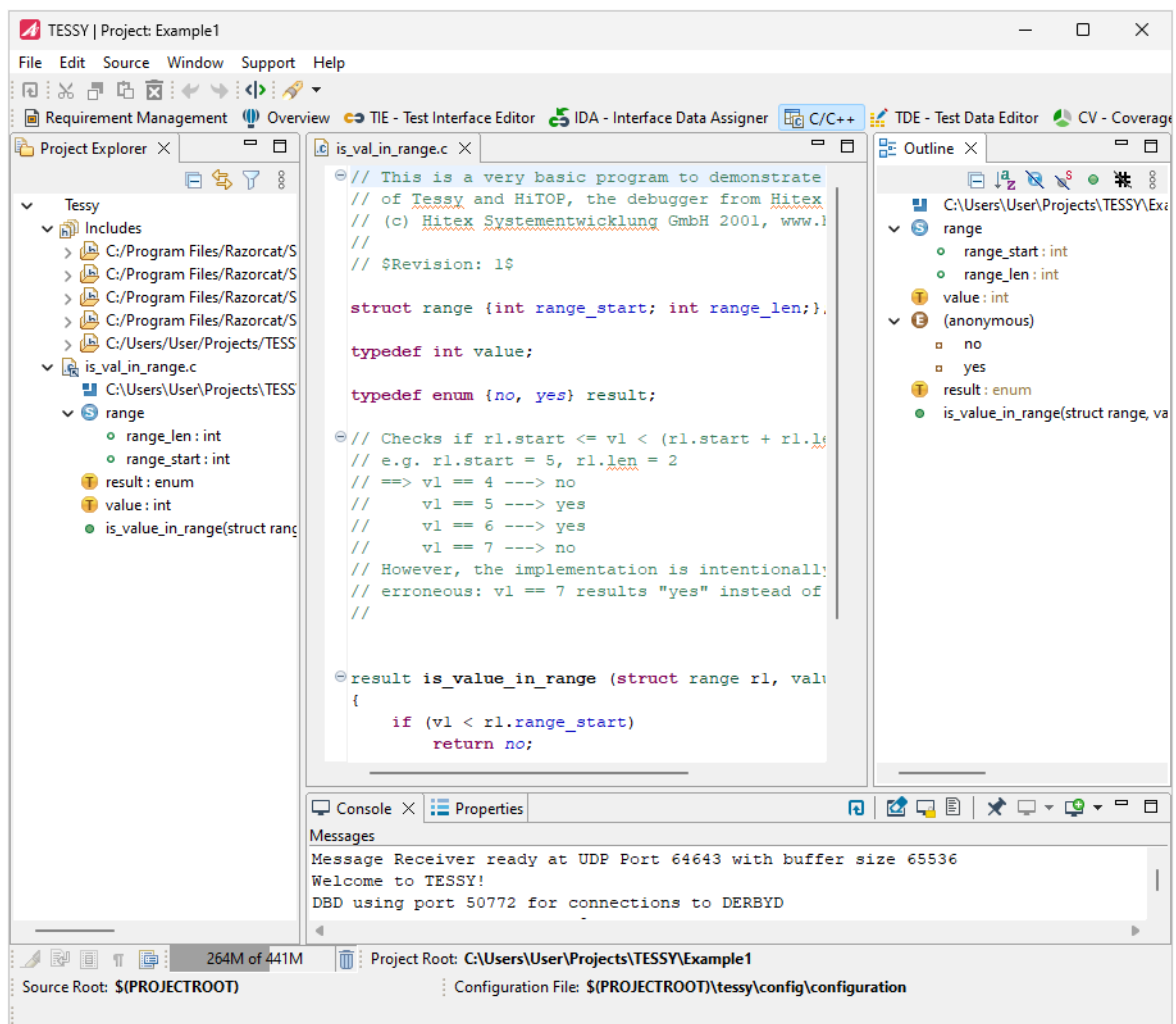 TESSY | Project: Example1
File Edit Source Window Support Help
Requirement Management Overview TIE - Test Interface Editor IDA - Interface Data Assigner C/C++ TDE - Test Data Editor CV - Coverage
Project Explorer
Tessy
Includes
C:/Program Files/Razorcat/S
C:/Program Files/Razorcat/S
C:/Program Files/Razorcat/S
C:/Program Files/Razorcat/S
C:/Users/User/Projects/TESS
is_val_in_range.c
C:\Users\User\Projects\TESS
range
range_len : int
range_start : int
result : enum
value : int
is_value_in_range(struct rang
is_val_in_range.c
// This is a very basic program to demonstrate
// of Tessy and HiTOP, the debugger from Hitex
// (c) Hitex Systementwicklung GmbH 2001, www.h
//
// $Revision: 1$
struct range {int range_start; int range_len;};
typedef int value;
typedef enum {no, yes} result;
// Checks if r1.start <= v1 < (r1.start + r1.le
// e.g. r1.start = 5, r1.len = 2
// ==> v1 == 4 ---> no
// v1 == 5 ---> yes
// v1 == 6 ---> yes
// v1 == 7 ---> no
// However, the implementation is intentionally
// erroneous: v1 == 7 results "yes" instead of
//
result is_value_in_range (struct range r1, valu
{
if (v1 < r1.range_start)
return no;
Outline
C:\Users\User\Projects\TESSY\Exa
range
range_start : int
range_len : int
value : int
(anonymous)
no
yes
result : enum
is_value_in_range(struct range, va
Console Properties
Messages
Message Receiver ready at UDP Port 64643 with buffer size 65536
Welcome to TESSY!
DBD using port 50772 for connections to DERBYD
264M of 441M Project Root: C:\Users\User\Projects\TESSY\Example1
Source Root: $(PROJECTROOT) Configuration File: $(PROJECTROOT)\tessy\config\configuration